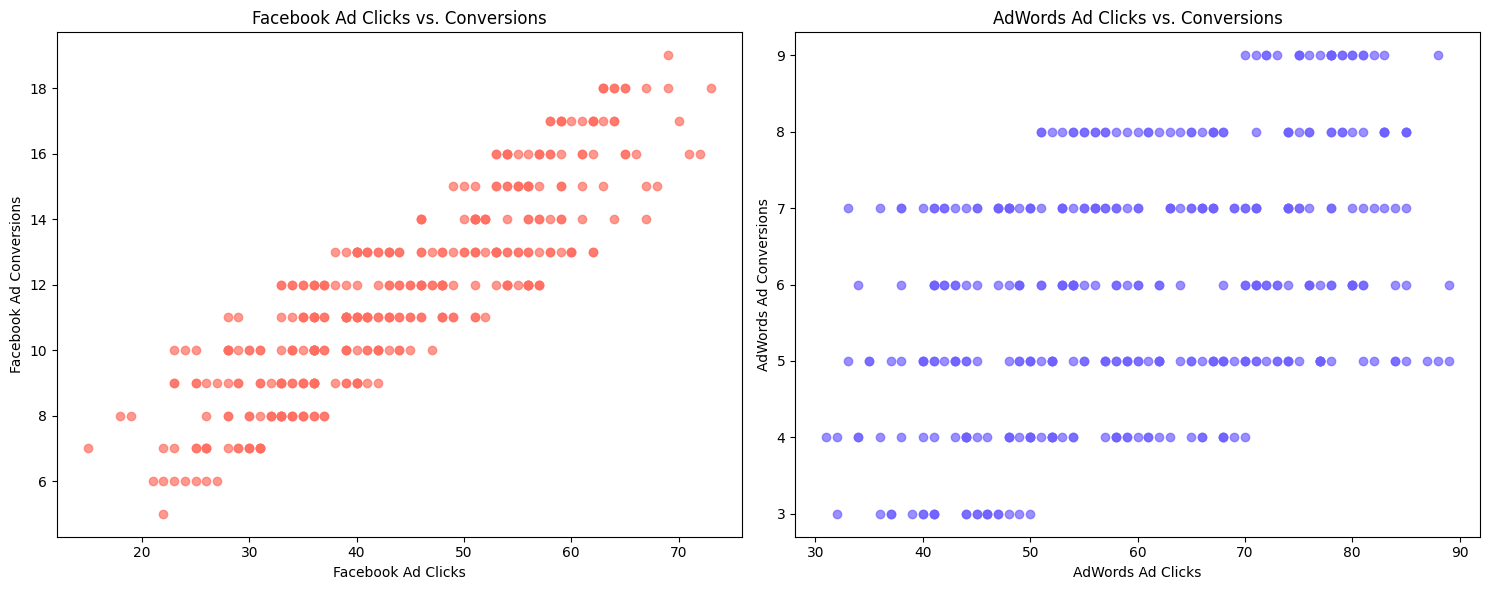 Facebook Ad Clicks vs. Conversions
Facebook Ad Conversions
18
16
14
12
10
8
6
20 30 40 50 60 70
Facebook Ad Clicks
AdWords Ad Clicks vs. Conversions
AdWords Ad Conversions
9
8
7
6
5
4
3
30 40 50 60 70 80 90
AdWords Ad Clicks